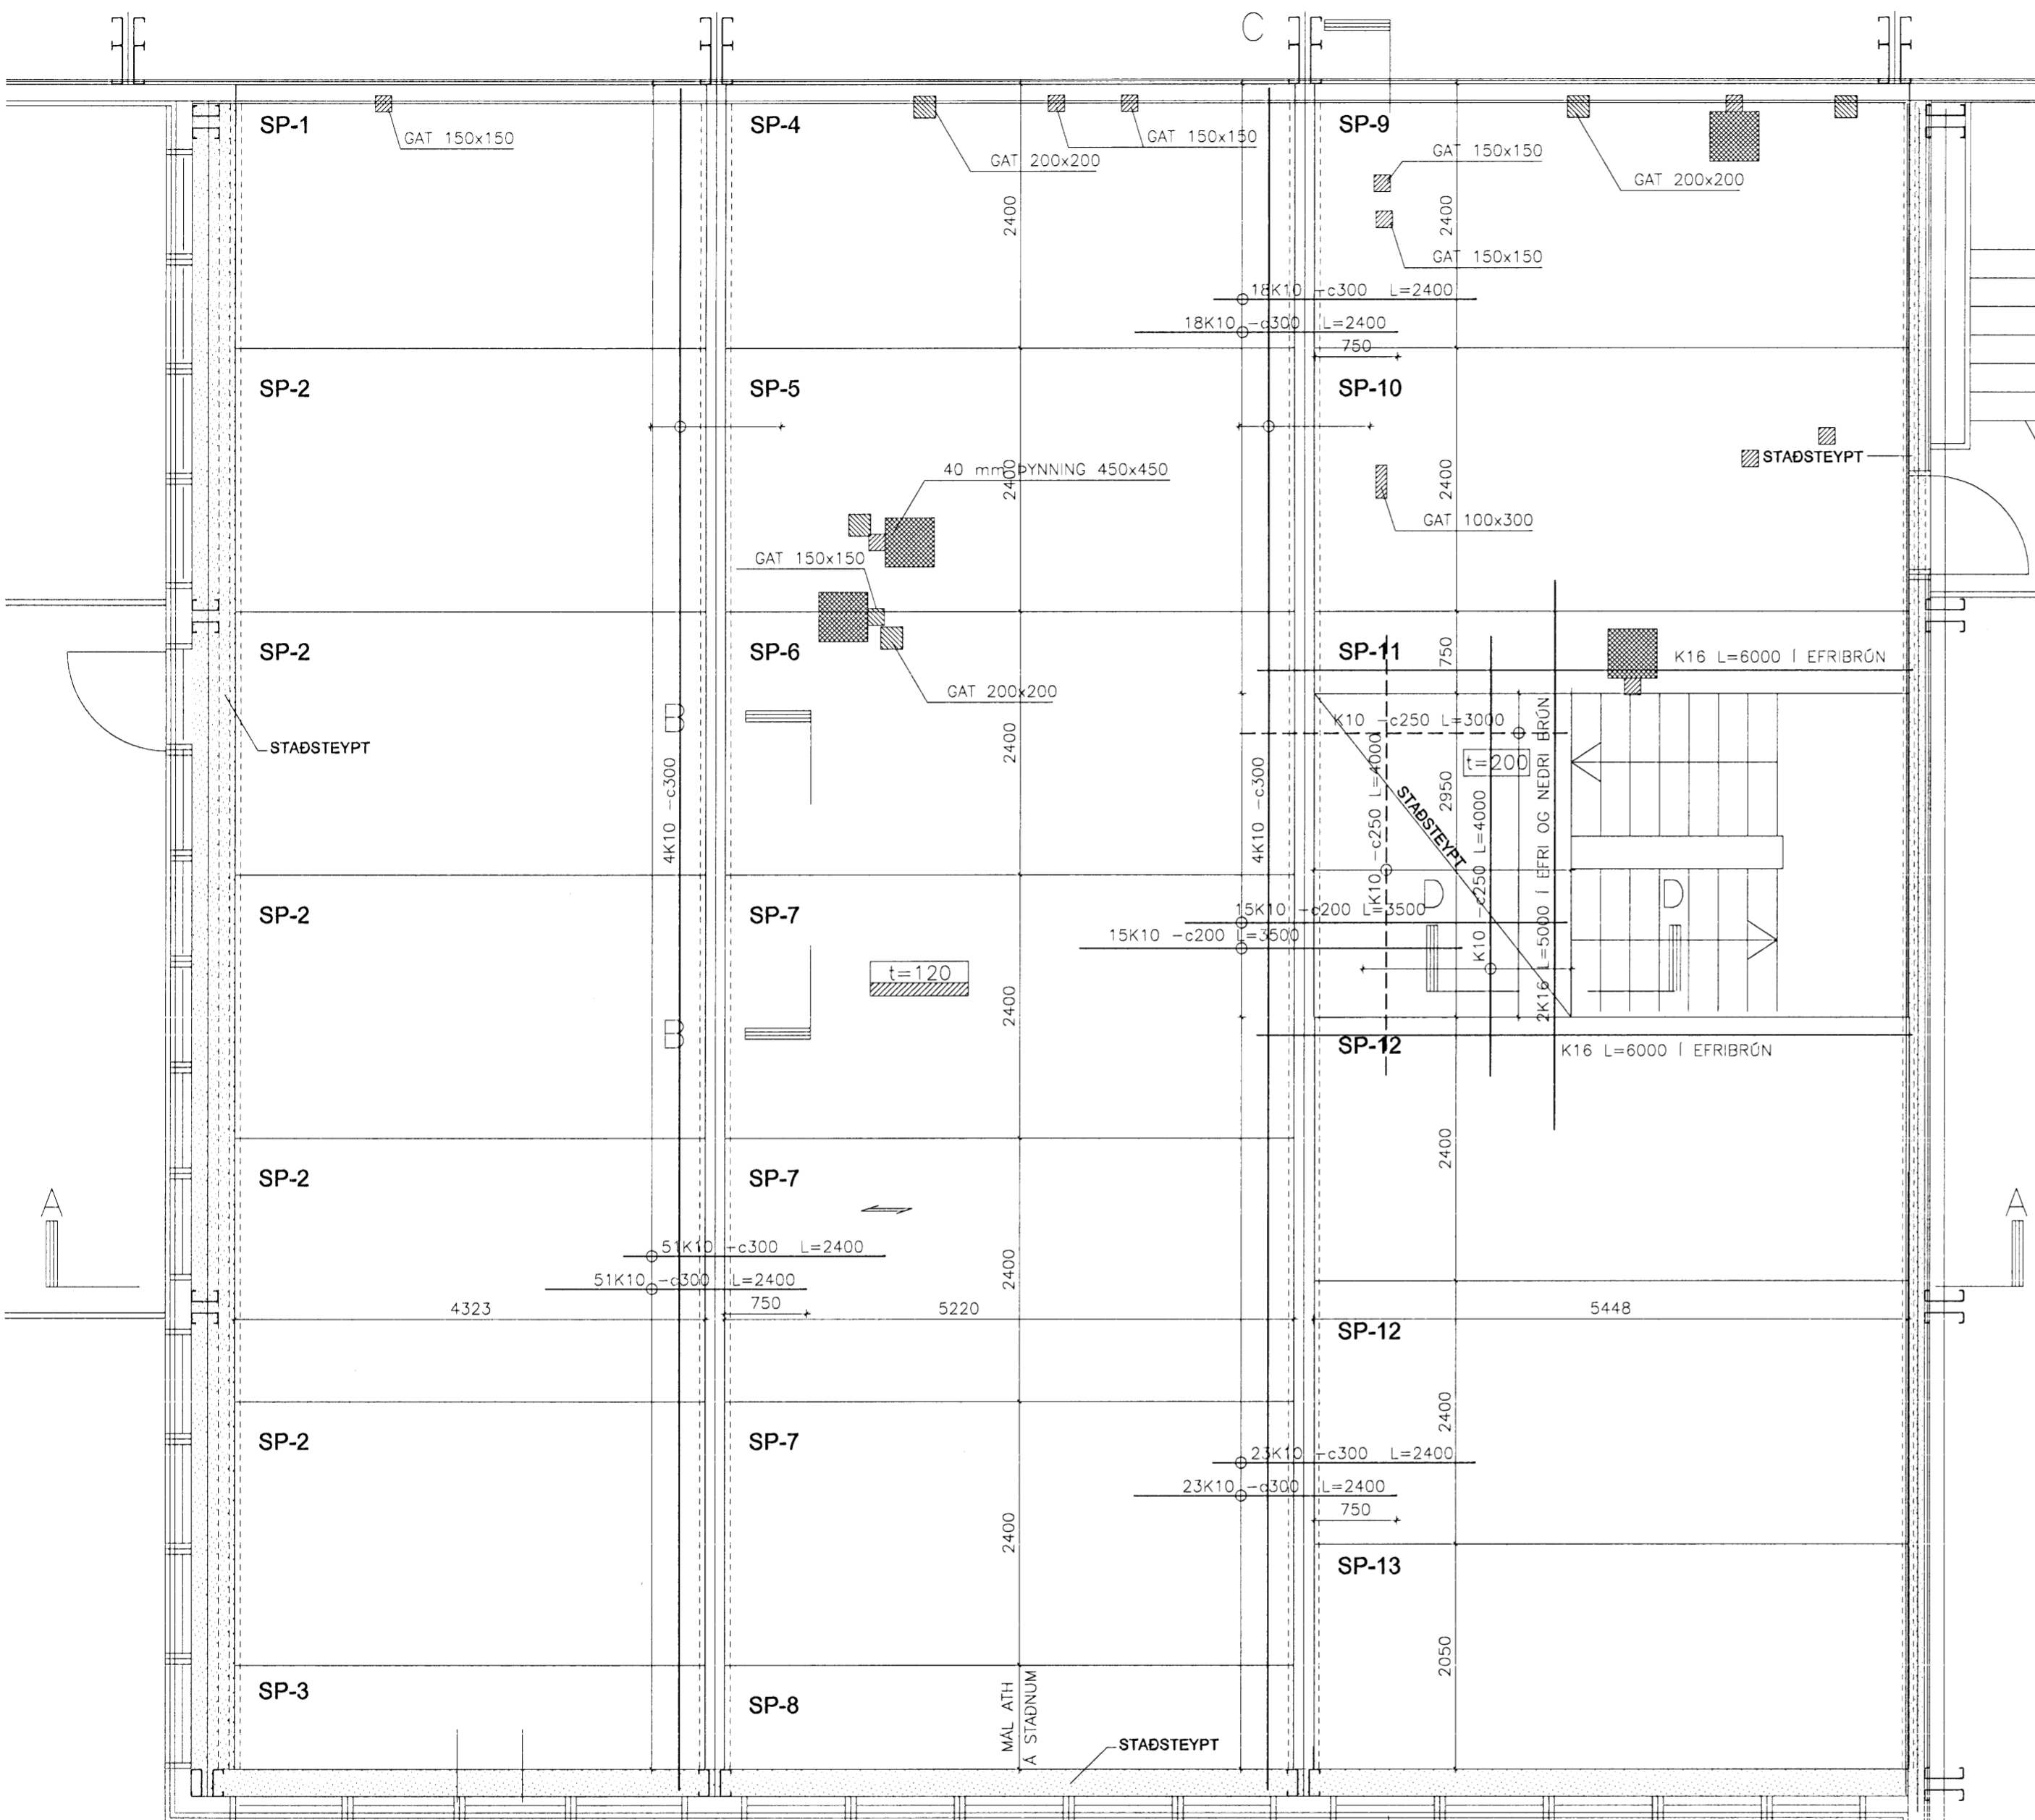 C
SP-1
GAT 150x150
SP-4
GAT 200x200
GAT 150x150
2400
SP-9
GAT 150x150
GAT 150x150
2400
GAT 200x200
18K10 -c300 L=2400
18K10 -c300 L=2400
750
SP-2
SP-5
SP-10
STAÐSTEYPT
40 mm ÞYNNING 450x450
2400
2400
GAT 100x300
GAT 150x150
SP-2
SP-6
SP-11
750
K16 L=6000 Í EFRIBRÚN
GAT 200x200
B
STAÐSTEYPT
2400
K10 -c250 L=3000
t=200
4K10 -c300
4K10 -c300
K10 -c250 L=4000
STAÐSTEYPT
2950
K10 -c250 L=4000
2K16 L=5000 Í EFRI OG NEÐRI BRÚN
SP-2
SP-7
D
D
15K10 -c200 L=3500
15K10 -c200 L=3500
t=120
2400
B
SP-12
K16 L=6000 Í EFRIBRÚN
2400
SP-2
SP-7
A
A
51K10 -c300 L=2400
51K10 -c300 L=2400
2400
4323
750
5220
5448
SP-12
2400
SP-2
SP-7
23K10 -c300 L=2400
23K10 -c300 L=2400
750
2400
SP-13
2050
SP-3
SP-8
MÁL ATH
Á STAÐNUM
STAÐSTEYPT